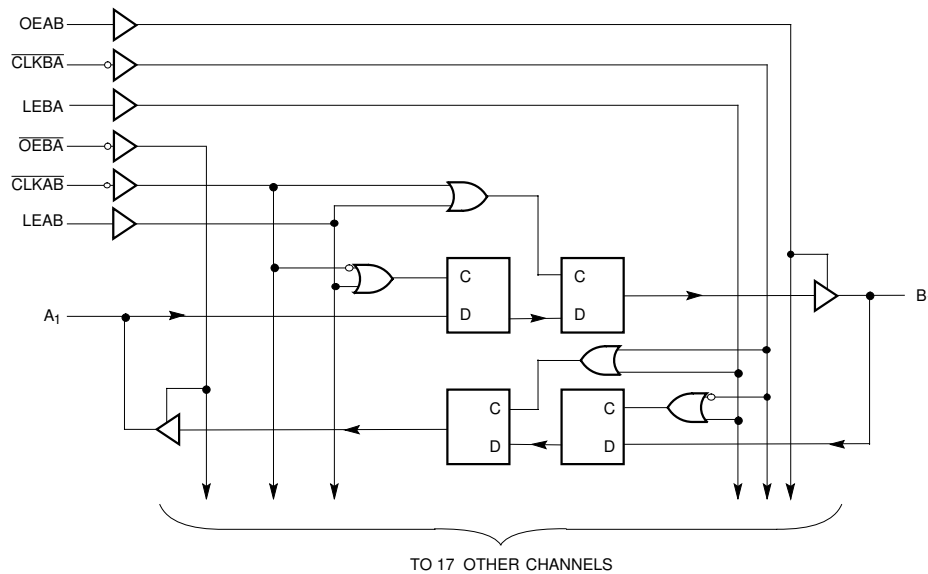 OEAB
CLKBA
LEBA
OEBA
CLKAB
LEAB
C
C
D
D
A1
B
C
C
D
D
TO 17 OTHER CHANNELS